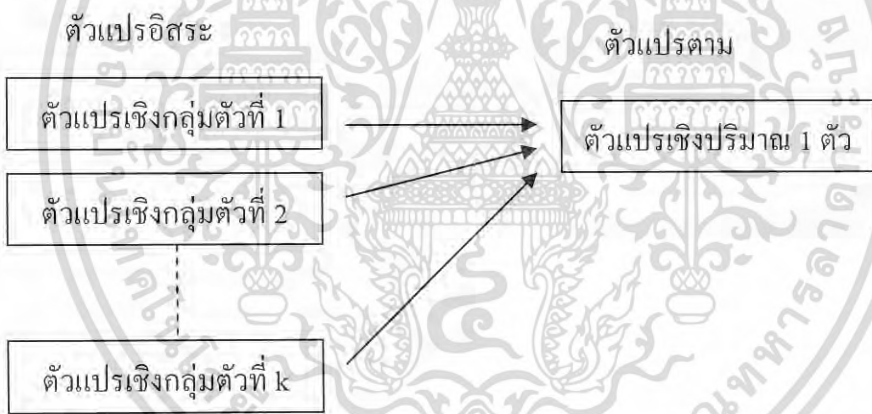 ตัวแปรอิสระ
ตัวแปรตาม
ตัวแปรเชิงกลุ่มตัวที่ 1
ตัวแปรเชิงปริมาณ 1 ตัว
ตัวแปรเชิงกลุ่มตัวที่ 2
ตัวแปรเชิงกลุ่มตัวที่ k